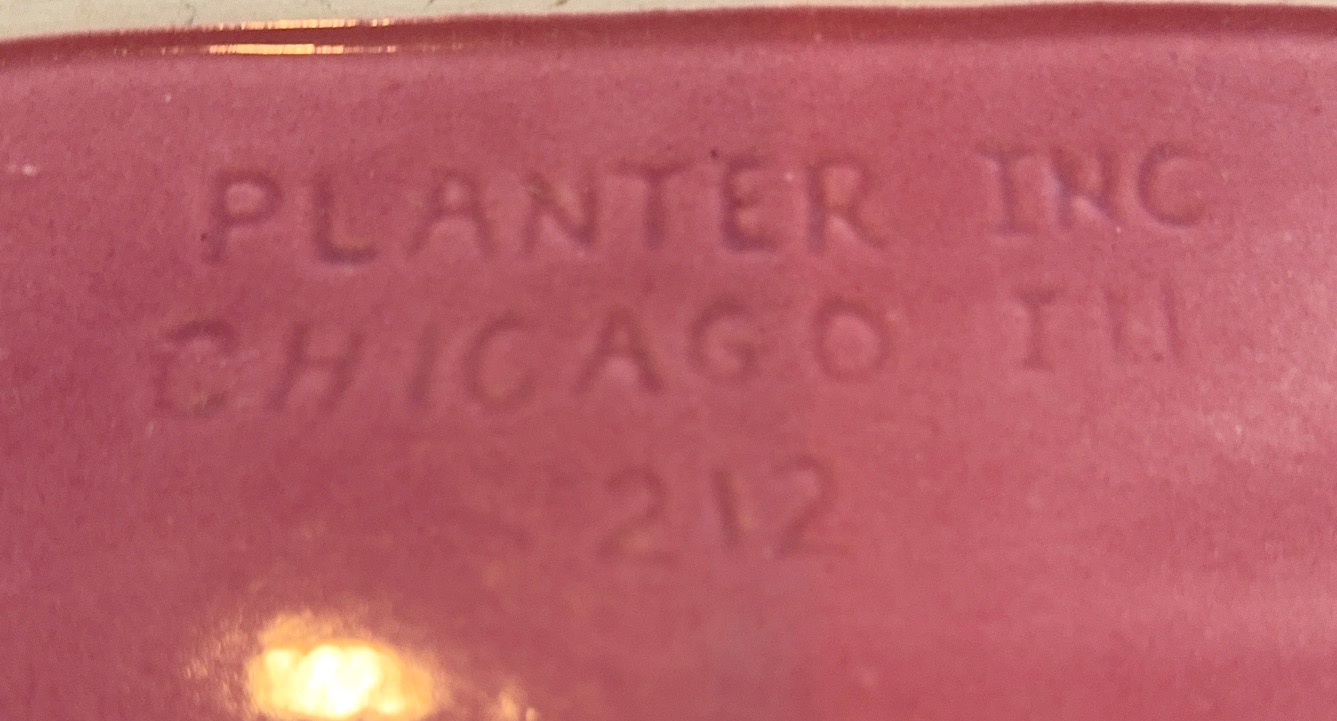 PLANTER INC
CHICAGO Ill
212